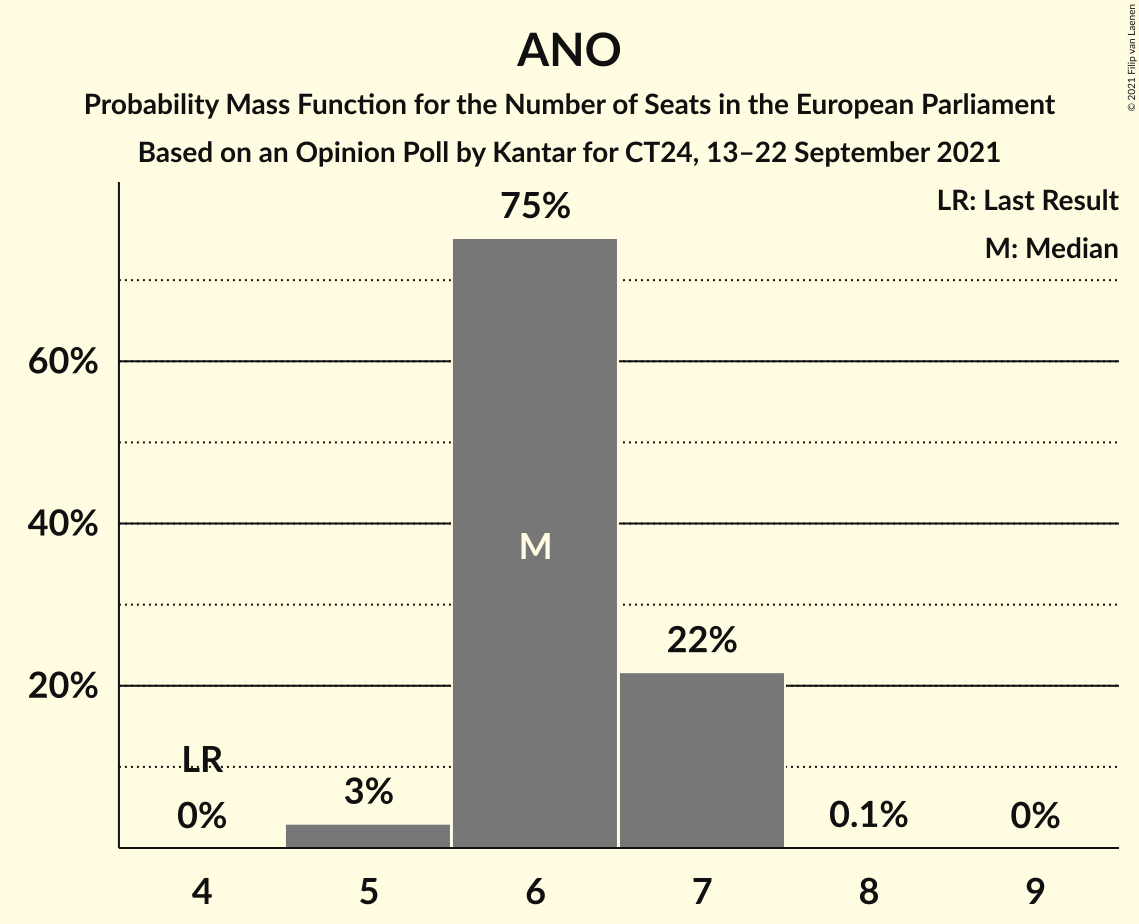 ANO
Probability Mass Function for the Number of Seats in the European Parliament
Based on an Opinion Poll by Kantar for CT24, 13–22 September 2021
© 2021 Filip van Laenen
LR: Last Result
M: Median
75%
60%
40%
20%
M
22%
LR
0%
3%
0.1%
0%
4
5
6
7
8
9